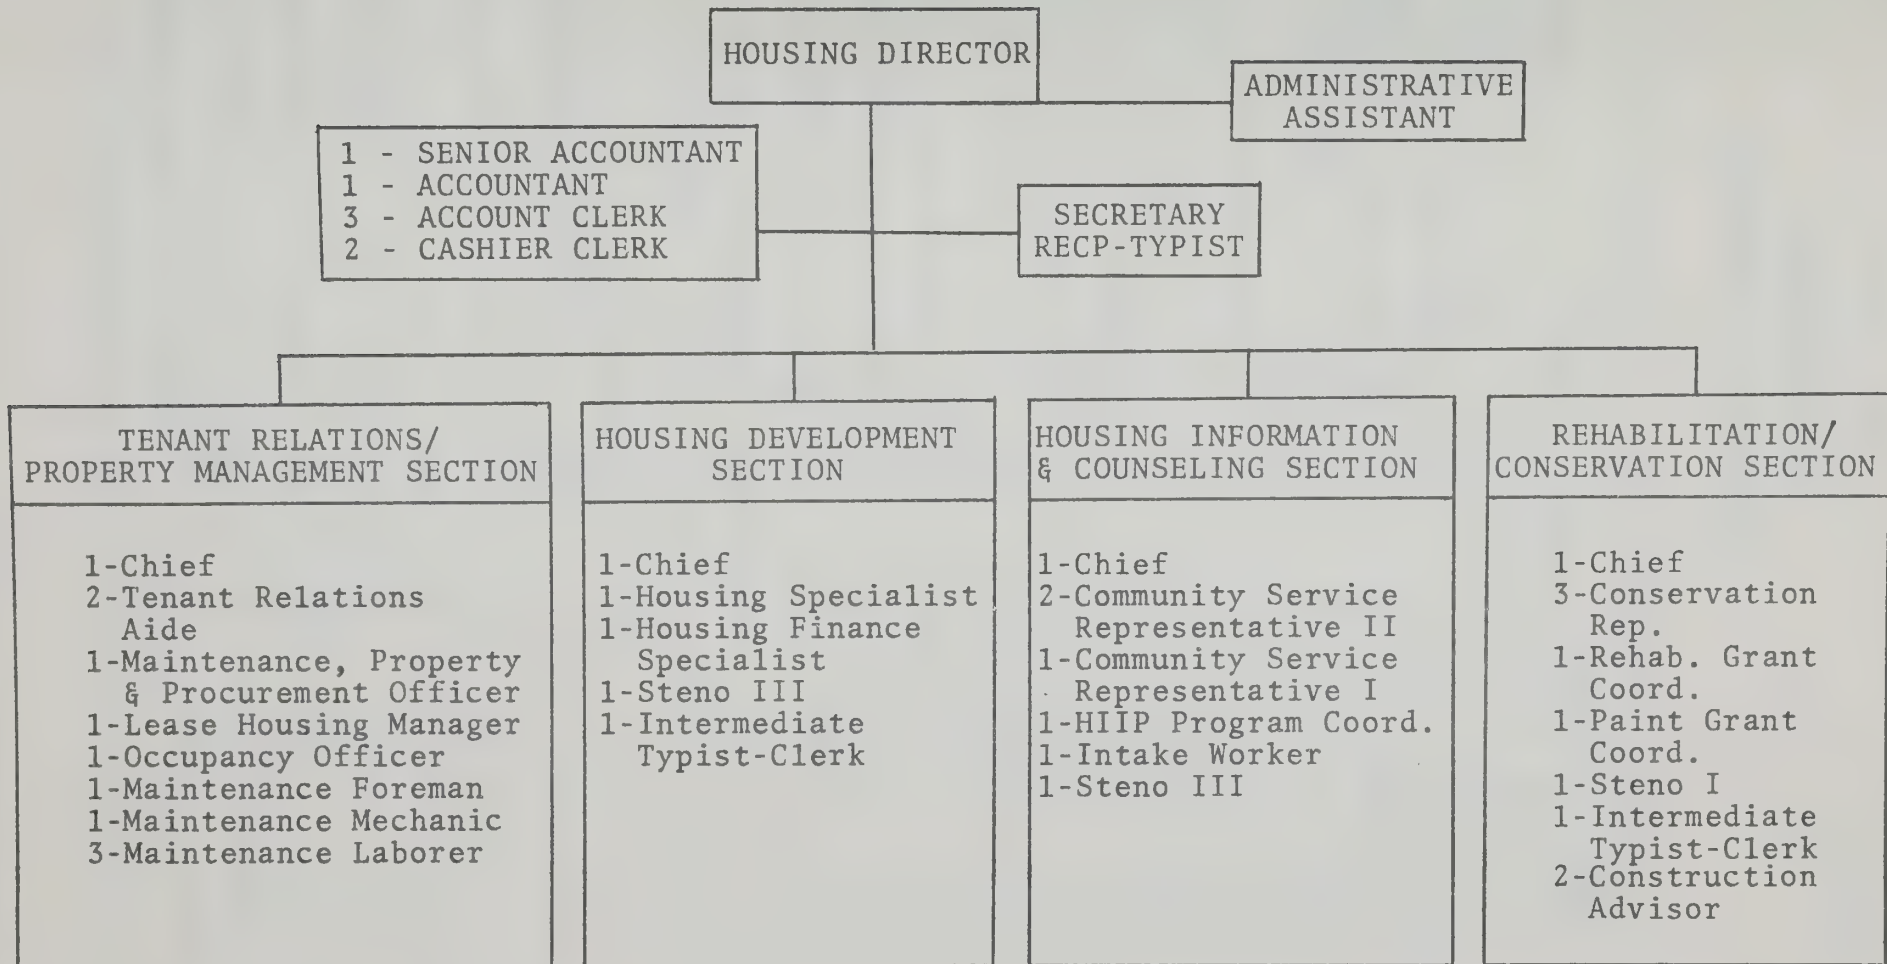 HOUSING DIRECTOR
ADMINISTRATIVE
ASSISTANT
1 - SENIOR ACCOUNTANT
1 - ACCOUNTANT
3 - ACCOUNT CLERK
2 - CASHIER CLERK
SECRETARY
RECP-TYPIST
TENANT RELATIONS/
PROPERTY MANAGEMENT SECTION
1-Chief
2-Tenant Relations
Aide
1-Maintenance, Property
& Procurement Officer
1-Lease Housing Manager
1-Occupancy Officer
1-Maintenance Foreman
1-Maintenance Mechanic
3-Maintenance Laborer
HOUSING DEVELOPMENT
SECTION
1-Chief
1-Housing Specialist
1-Housing Finance
Specialist
1-Steno III
1-Intermediate
Typist-Clerk
HOUSING INFORMATION
& COUNSELING SECTION
1-Chief
2-Community Service
Representative II
1-Community Service
Representative I
1-HIIP Program Coord.
1-Intake Worker
1-Steno III
REHABILITATION/
CONSERVATION SECTION
1-Chief
3-Conservation
Rep.
1-Rehab. Grant
Coord.
1-Paint Grant
Coord.
1-Steno I
1-Intermediate
Typist-Clerk
2-Construction
Advisor